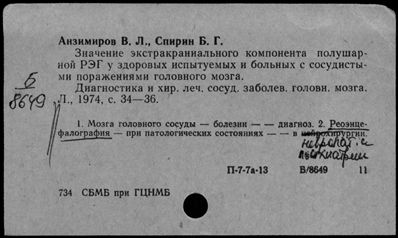 Анзимиров В. Л., Спирин Б. Г.
Значение экстракраниального компонента полушар-
ной РЭГ у здоровых испытуемых и больных с сосудисты-
ми поражениями головного мозга.
Диагностика и хир. леч. сосуд. заболев. головн. мозга.
Л., 1974, с. 34—36.
Б
8649
1. Мозга головного сосуды — болезни — — диагноз. 2. Реоэнце-
фалография — при патологических состояниях — — в нейрохирургии.
невропат. и
психиатрии
П-7-7а-13 В/8649 11
734 СБМБ при ГЦНМБ